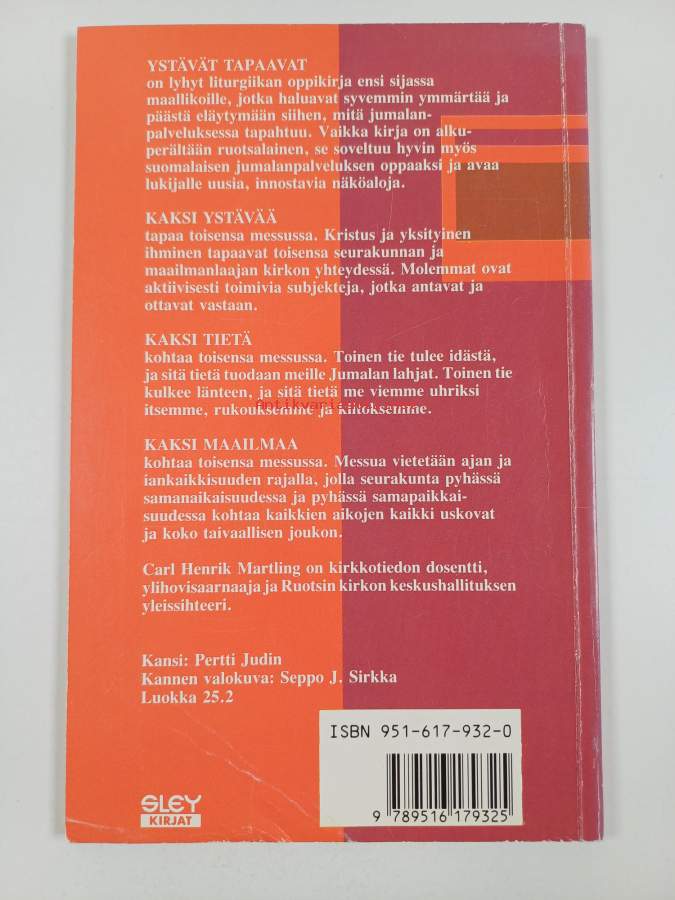 YSTÄVÄT TAPAAVAT
on lyhyt liturgiikan oppikirja ensi sijassa
maallikoille, jotka haluavat syvemmin ymmärtää ja
päästä eläytymään siihen, mitä jumalan-
palveluksessa tapahtuu. Vaikka kirja on alku-
perältään ruotsalainen, se soveltuu hyvin myös
suomalaisen jumalanpalveluksen oppaaksi ja avaa
lukijalle uusia, innostavia näköaloja.
KAKSI YSTÄVÄÄ
tapaa toisensa messussa. Kristus ja yksityinen
ihminen tapaavat toisensa seurakunnan ja
maailmanlaajan kirkon yhteydessä. Molemmat ovat
aktiivisesti toimivia subjekteja, jotka antavat ja
ottavat vastaan.
KAKSI TIETÄ
kohtaa toisensa messussa. Toinen tie tulee idästä,
ja sitä tietä tuodaan meille Jumalan lahjat. Toinen tie
kulkee länteen, ja sitä tietä me viemme uhriksi
itsemme, rukouksemme ja kiitoksemme.
KAKSI MAAILMAA
kohtaa toisensa messussa. Messua vietetään ajan ja
iankaikkisuuden rajalla, jolla seurakunta pyhässä
samanaikaisuudessa ja pyhässä samapaikkai-
suudessa kohtaa kaikkien aikojen kaikki uskovat
ja koko taivaallisen joukon.
Carl Henrik Martling on kirkkotiedon dosentti,
ylihovisaarnaaja ja Ruotsin kirkon keskushallituksen
yleissihteeri.
Kansi: Pertti Judin
Kannen valokuva: Seppo J. Sirkka
Luokka 25.2
ISBN 951-617-932-0
9 789516 179325
SLEY
KIRJAT